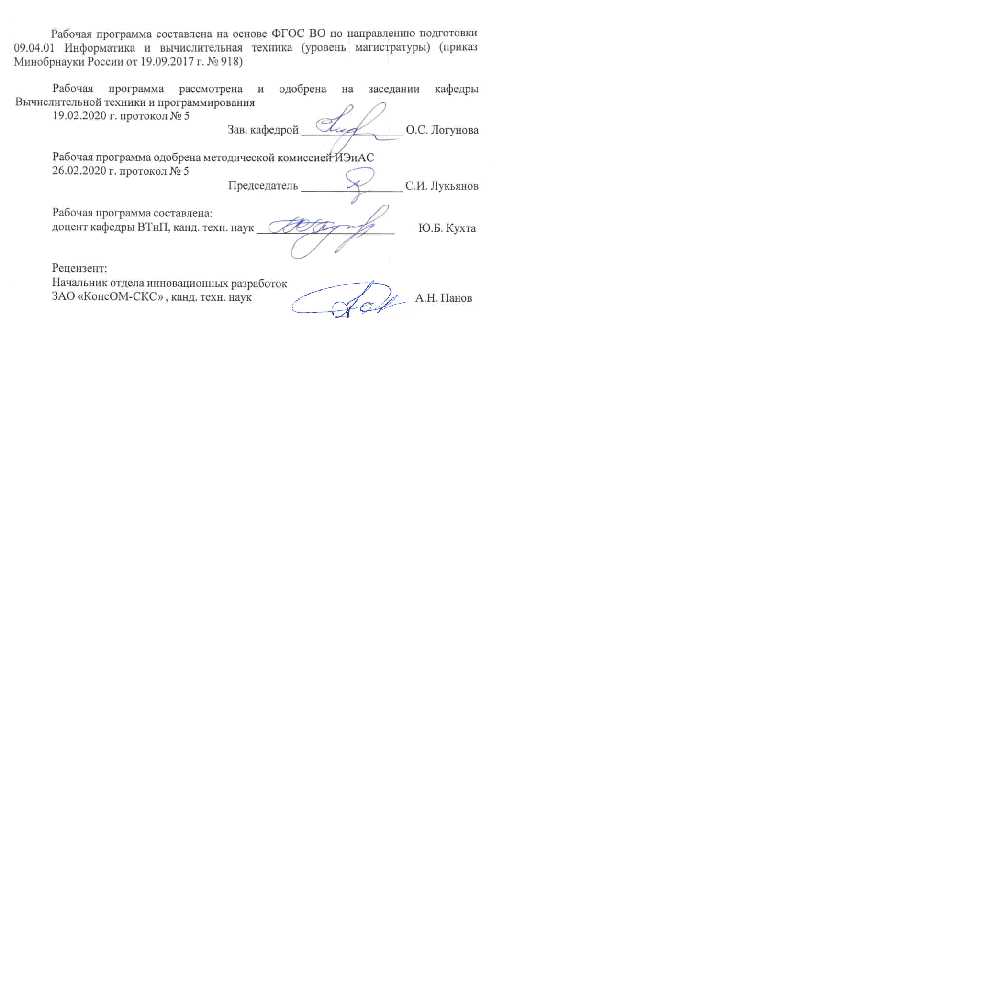 Рабочая программа составлена на основе ФГОС ВО по направлению подготовки
09.04.01 Информатика и вычислительная техника (уровень магистратуры) (приказ
Минобрнауки России от 19.09.2017 г. № 918)
Рабочая программа рассмотрена и одобрена на заседании кафедры
Вычислительной техники и программирования
19.02.2020 г. протокол № 5
Зав. кафедрой О.С. Логунова
Рабочая программа одобрена методической комиссией ИЭиАС
26.02.2020 г. протокол № 5
Председатель С.И. Лукьянов
Рабочая программа составлена:
доцент кафедры ВТиП, канд. техн. наук Ю.Б. Кухта
Рецензент:
Начальник отдела инновационных разработок
ЗАО «КонсОМ-СКС» , канд. техн. наук А.Н. Панов